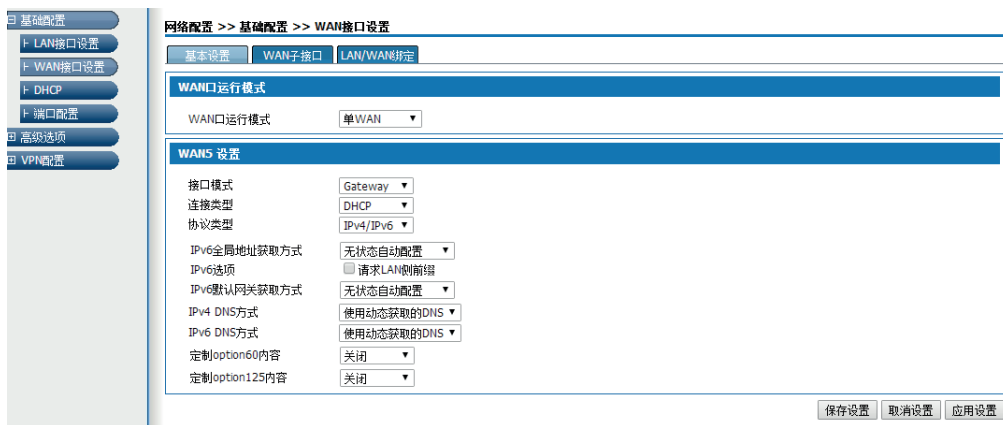 基础配置
LAN接口设置
WAN接口设置
DHCP
端口配置
高级选项
VPN配置
网络配置 >> 基础配置 >> WAN接口设置
基本设置 WAN子接口 LAN/WAN绑定
WAN口运行模式
WAN口运行模式 单WAN
WAN5 设置
接口模式 Gateway
连接类型 DHCP
协议类型 IPv4/IPv6
IPv6全局地址获取方式 无状态自动配置
IPv6选项 请求LAN侧前缀
IPv6默认网关获取方式 无状态自动配置
IPv4 DNS方式 使用动态获取的DNS
IPv6 DNS方式 使用动态获取的DNS
定制option60内容 关闭
定制option125内容 关闭
保存设置 取消设置 应用设置